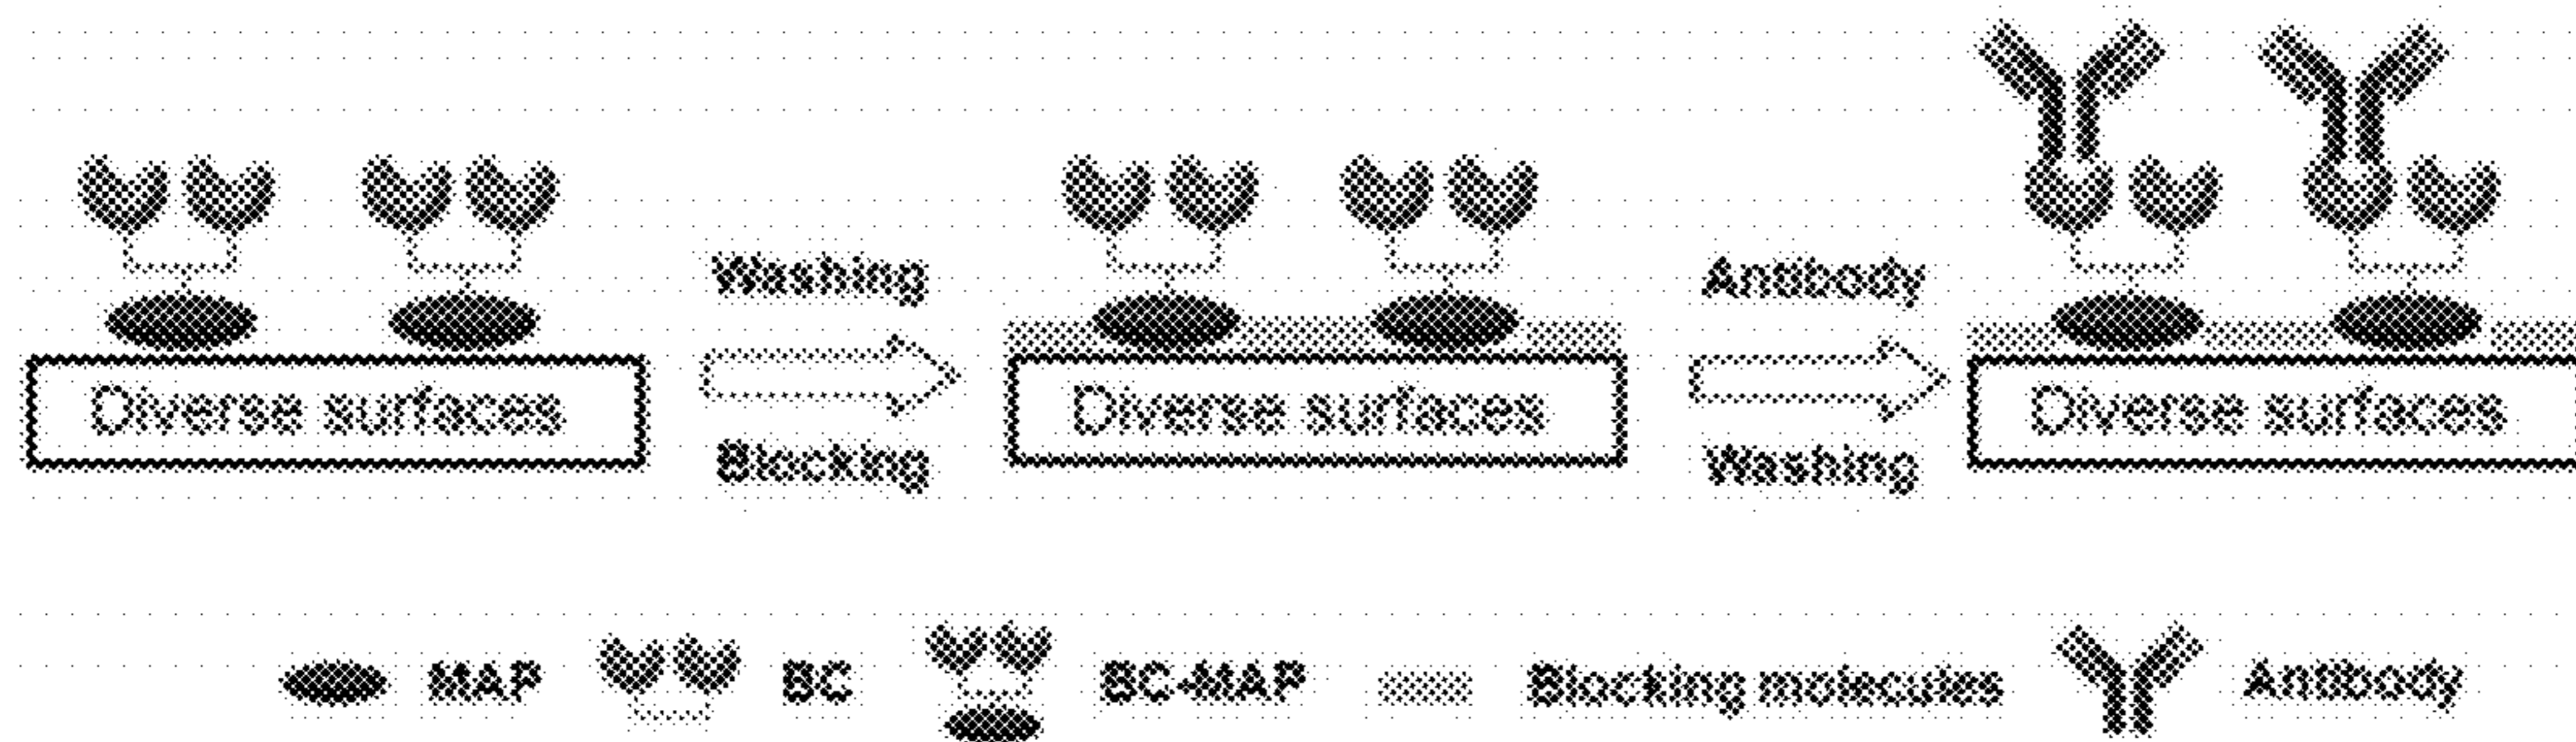 Washing
Antibody
Diverse surfaces
Diverse surfaces
Diverse surfaces
Blocking
Washing
MAP BC BC-MAP Blocking molecules Antibody